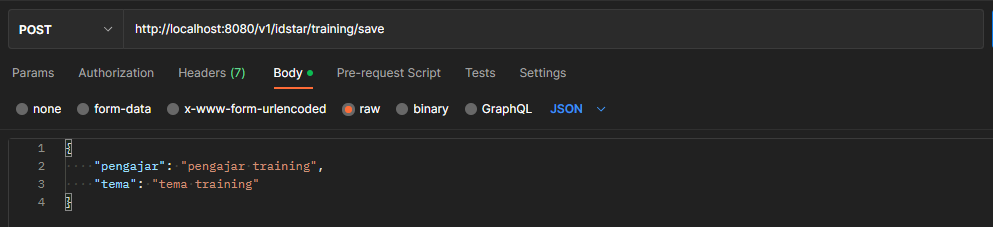 POST http://localhost:8080/v1/idstar/training/save
Params Authorization Headers (7) Body Pre-request Script Tests Settings
none form-data x-www-form-urlencoded raw binary GraphQL JSON
1 {
2 "pengajar": "pengajar training",
3 "tema": "tema training"
4 }